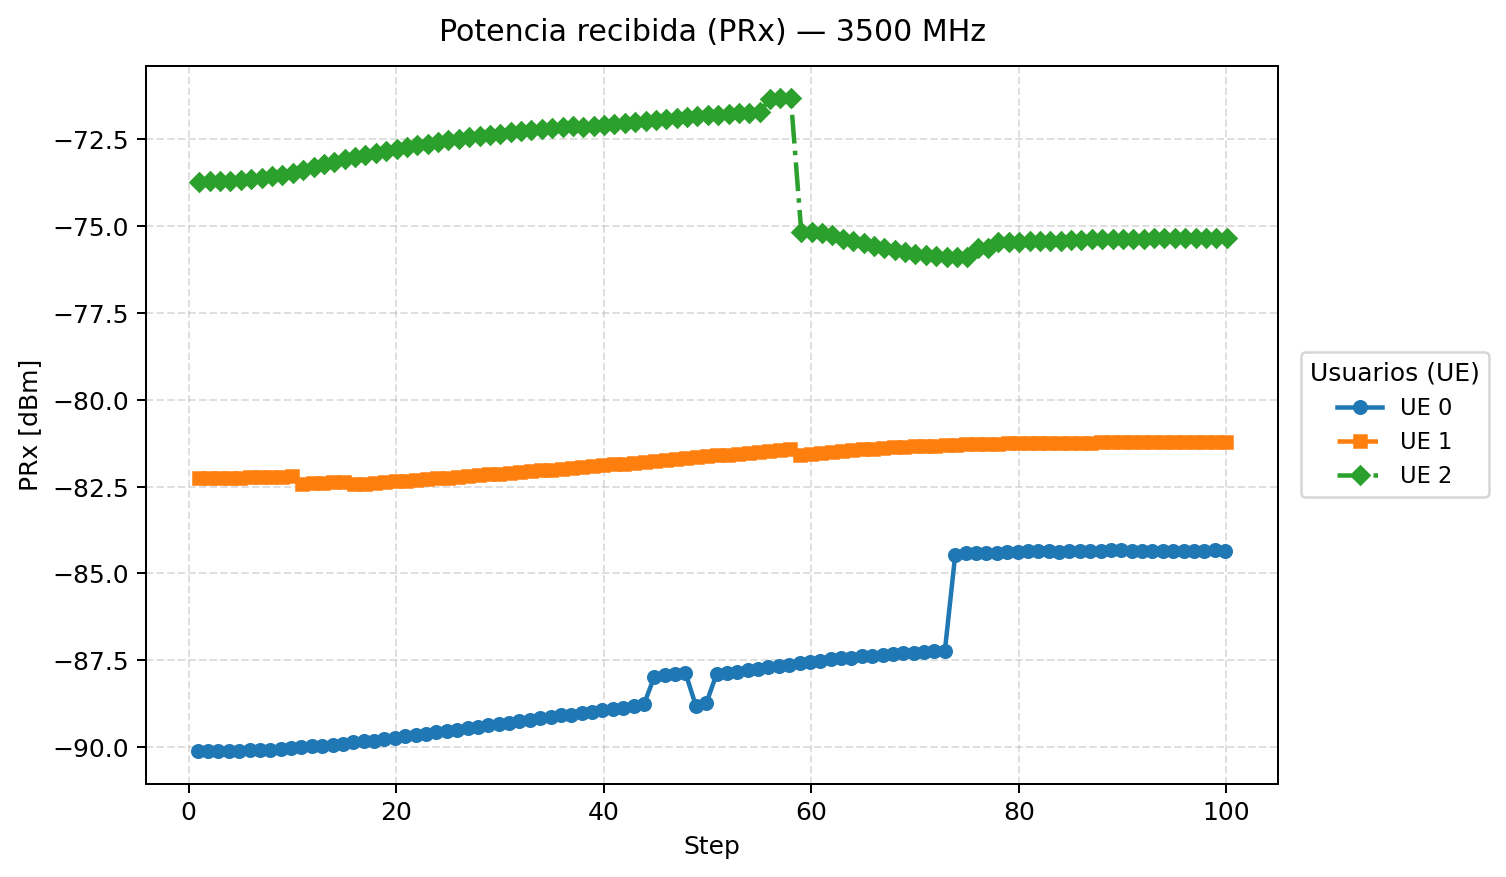 Potencia recibida (PRx) — 3500 MHz
PRx [dBm]
−72.5
−75.0
−77.5
−80.0
−82.5
−85.0
−87.5
−90.0
0 20 40 60 80 100
Step
Usuarios (UE)
UE 0
UE 1
UE 2